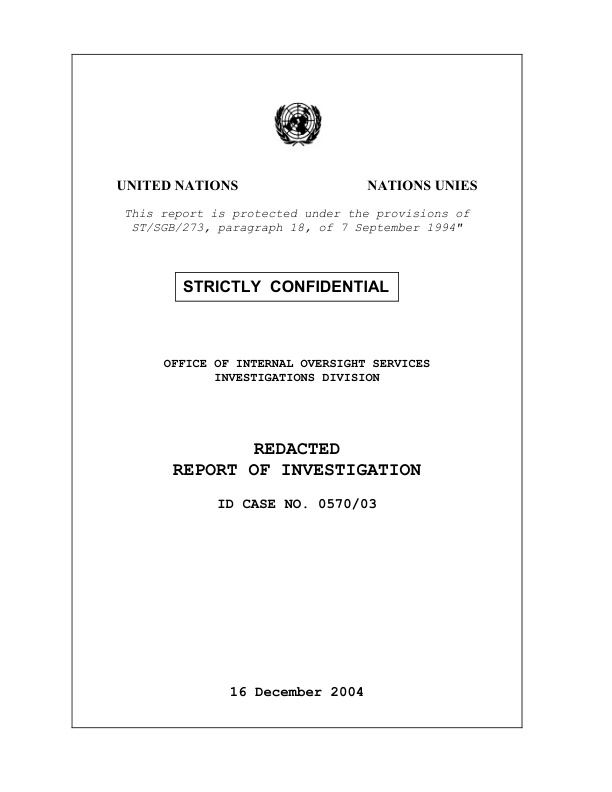 UNITED NATIONS NATIONS UNIES
This report is protected under the provisions of
ST/SGB/273, paragraph 18, of 7 September 1994"
STRICTLY CONFIDENTIAL
OFFICE OF INTERNAL OVERSIGHT SERVICES
INVESTIGATIONS DIVISION
REDACTED
REPORT OF INVESTIGATION
ID CASE NO. 0570/03
16 December 2004